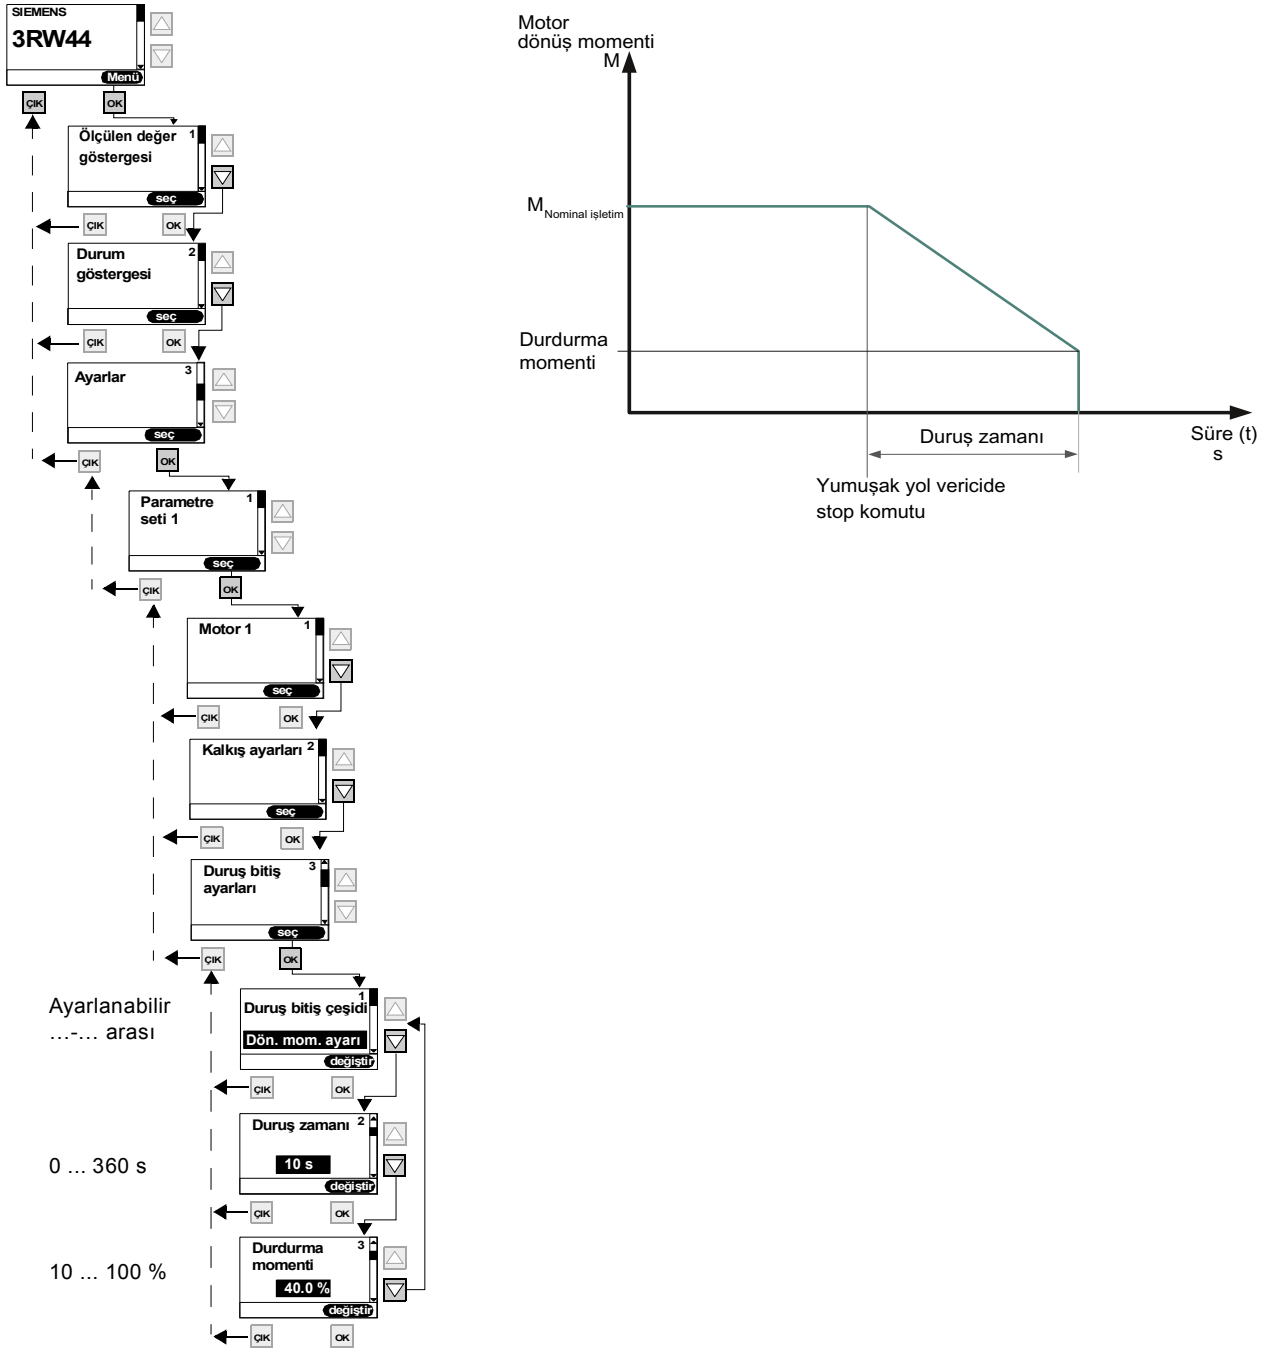 SIEMENS
3RW44
Menü
ÇIK
OK
Ölçülen değer 1
göstergesi
seç
ÇIK
OK
Durum 2
göstergesi
seç
ÇIK
OK
Ayarlar 3
seç
ÇIK
OK
Parametre 1
seti 1
seç
ÇIK
OK
Motor 1 1
seç
ÇIK
OK
Kalkış ayarları 2
seç
ÇIK
OK
Duruş bitiş 3
ayarları
seç
ÇIK
OK
Ayarlanabilir
...-... arası
1
Duruş bitiş çeşidi
Dön. mom. ayarı
değiştir
ÇIK
OK
Duruş zamanı 2
0 ... 360 s
10 s
değiştir
ÇIK
OK
Durdurma 3
momenti
10 ... 100 %
40.0 %
değiştir
ÇIK
OK
Motor
dönüş momenti
M
M Nominal işletim
Durdurma
momenti
Duruş zamanı
Süre (t)
s
Yumuşak yol vericide
stop komutu